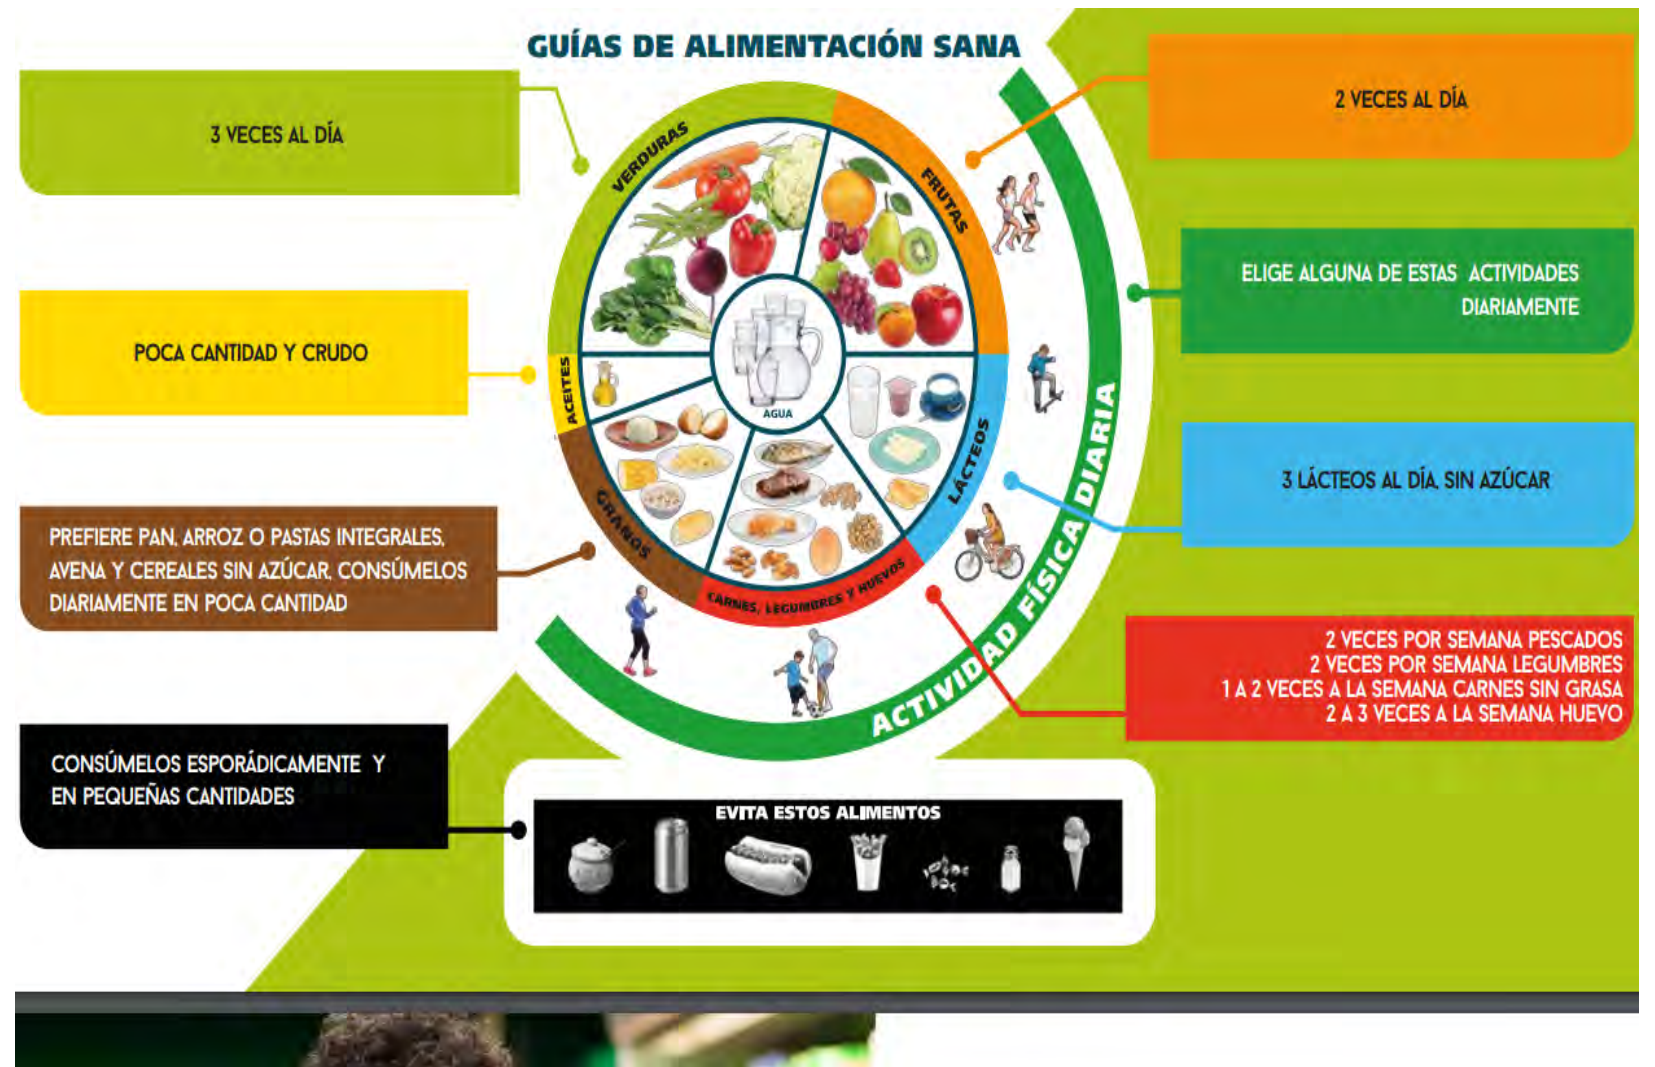 GUÍAS DE ALIMENTACIÓN SANA
3 VECES AL DÍA
2 VECES AL DÍA
VERDURAS
FRUTAS
ELIGE ALGUNA DE ESTAS ACTIVIDADES
DIARIAMENTE
POCA CANTIDAD Y CRUDO
ACEITES
AGUA
LÁCTEOS
3 LÁCTEOS AL DÍA, SIN AZÚCAR
PREFIERE PAN, ARROZ O PASTAS INTEGRALES,
AVENA Y CEREALES SIN AZÚCAR, CONSÚMELOS
DIARIAMENTE EN POCA CANTIDAD
GRANOS
CARNES, LEGUMBRES Y HUEVOS
ACTIVIDAD FÍSICA DIARIA
2 VECES POR SEMANA PESCADOS
2 VECES POR SEMANA LEGUMBRES
1 A 2 VECES A LA SEMANA CARNES SIN GRASA
2 A 3 VECES A LA SEMANA HUEVO
CONSÚMELOS ESPORÁDICAMENTE Y
EN PEQUEÑAS CANTIDADES
EVITA ESTOS ALIMENTOS